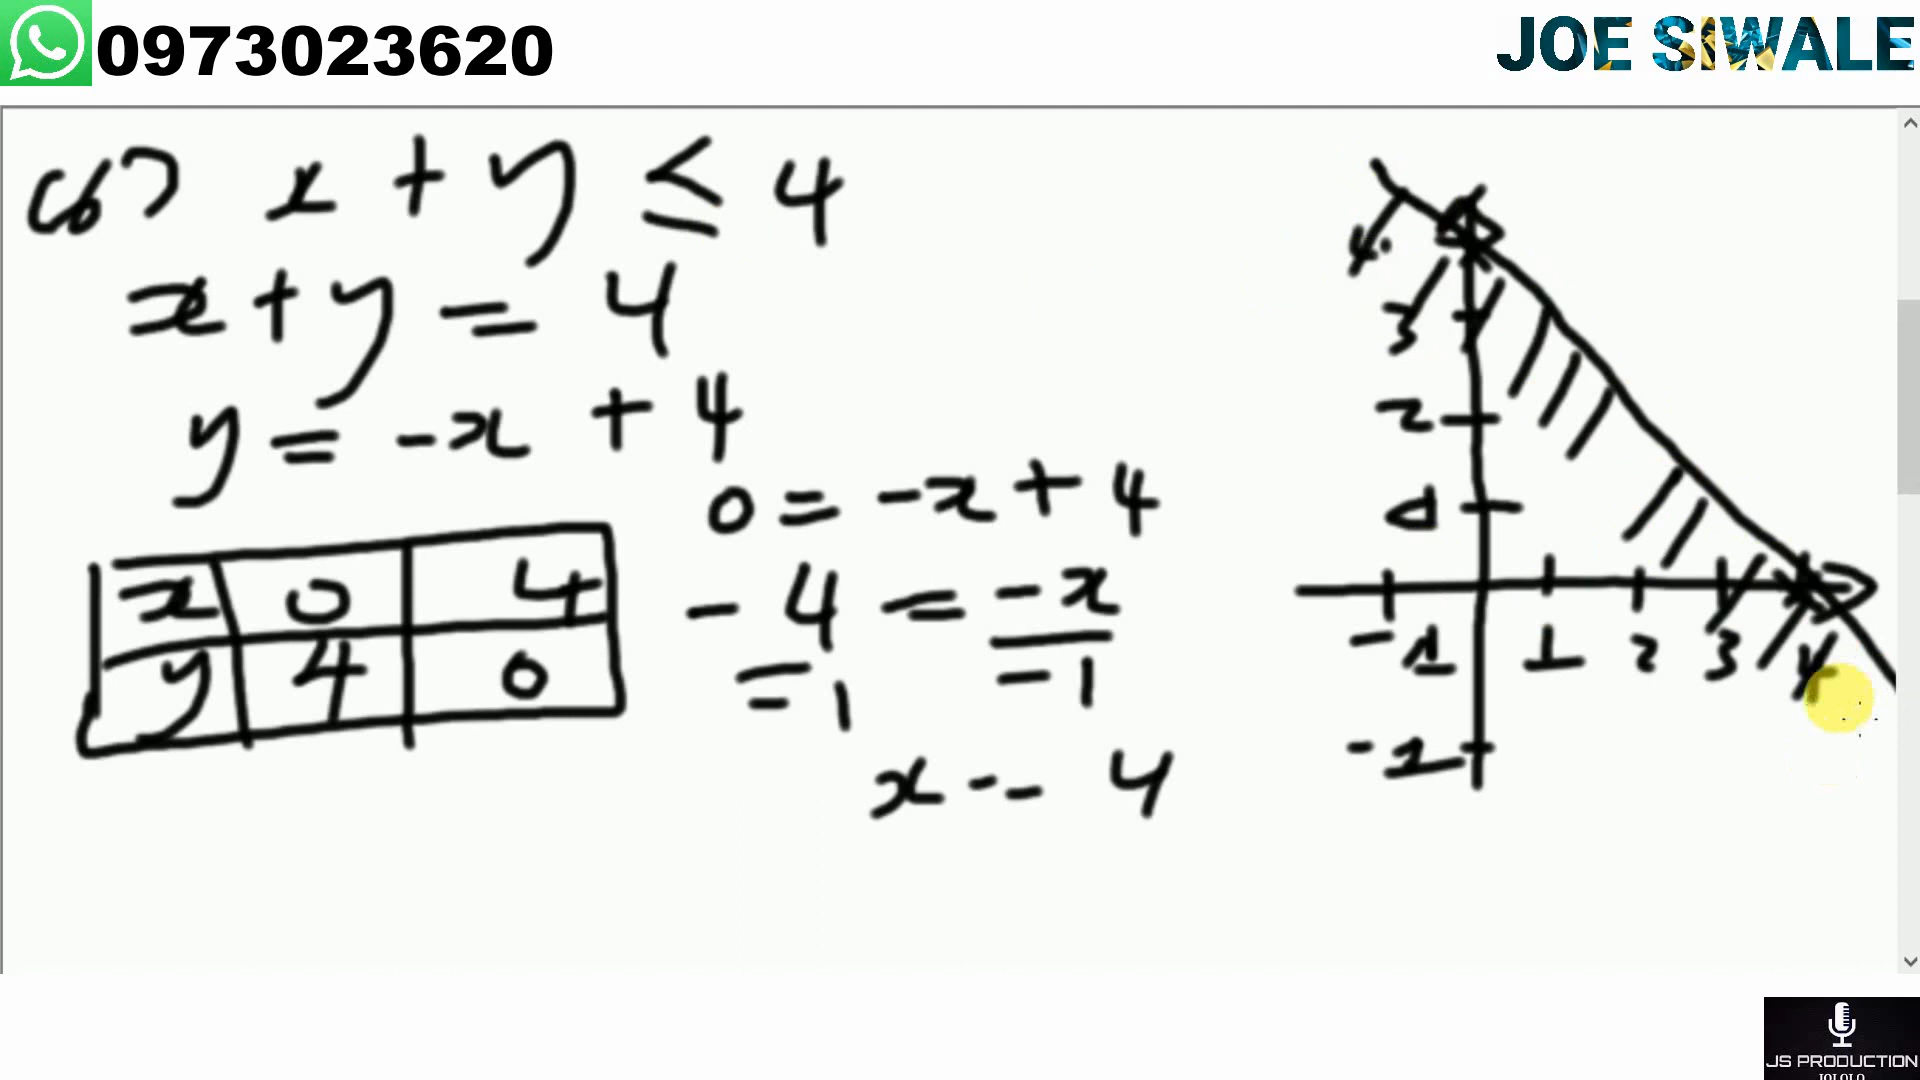 0973023620
JOE SIWALE
(b) x + y ≤ 4
x + y = 4
y = -x + 4
0 = -x + 4
x 0 4
y 4 0
-4 = -x
-1 -1
x = 4
4
3
2
1
-1 1 2 3 4
-1
JS PRODUCTION
JOLOLO